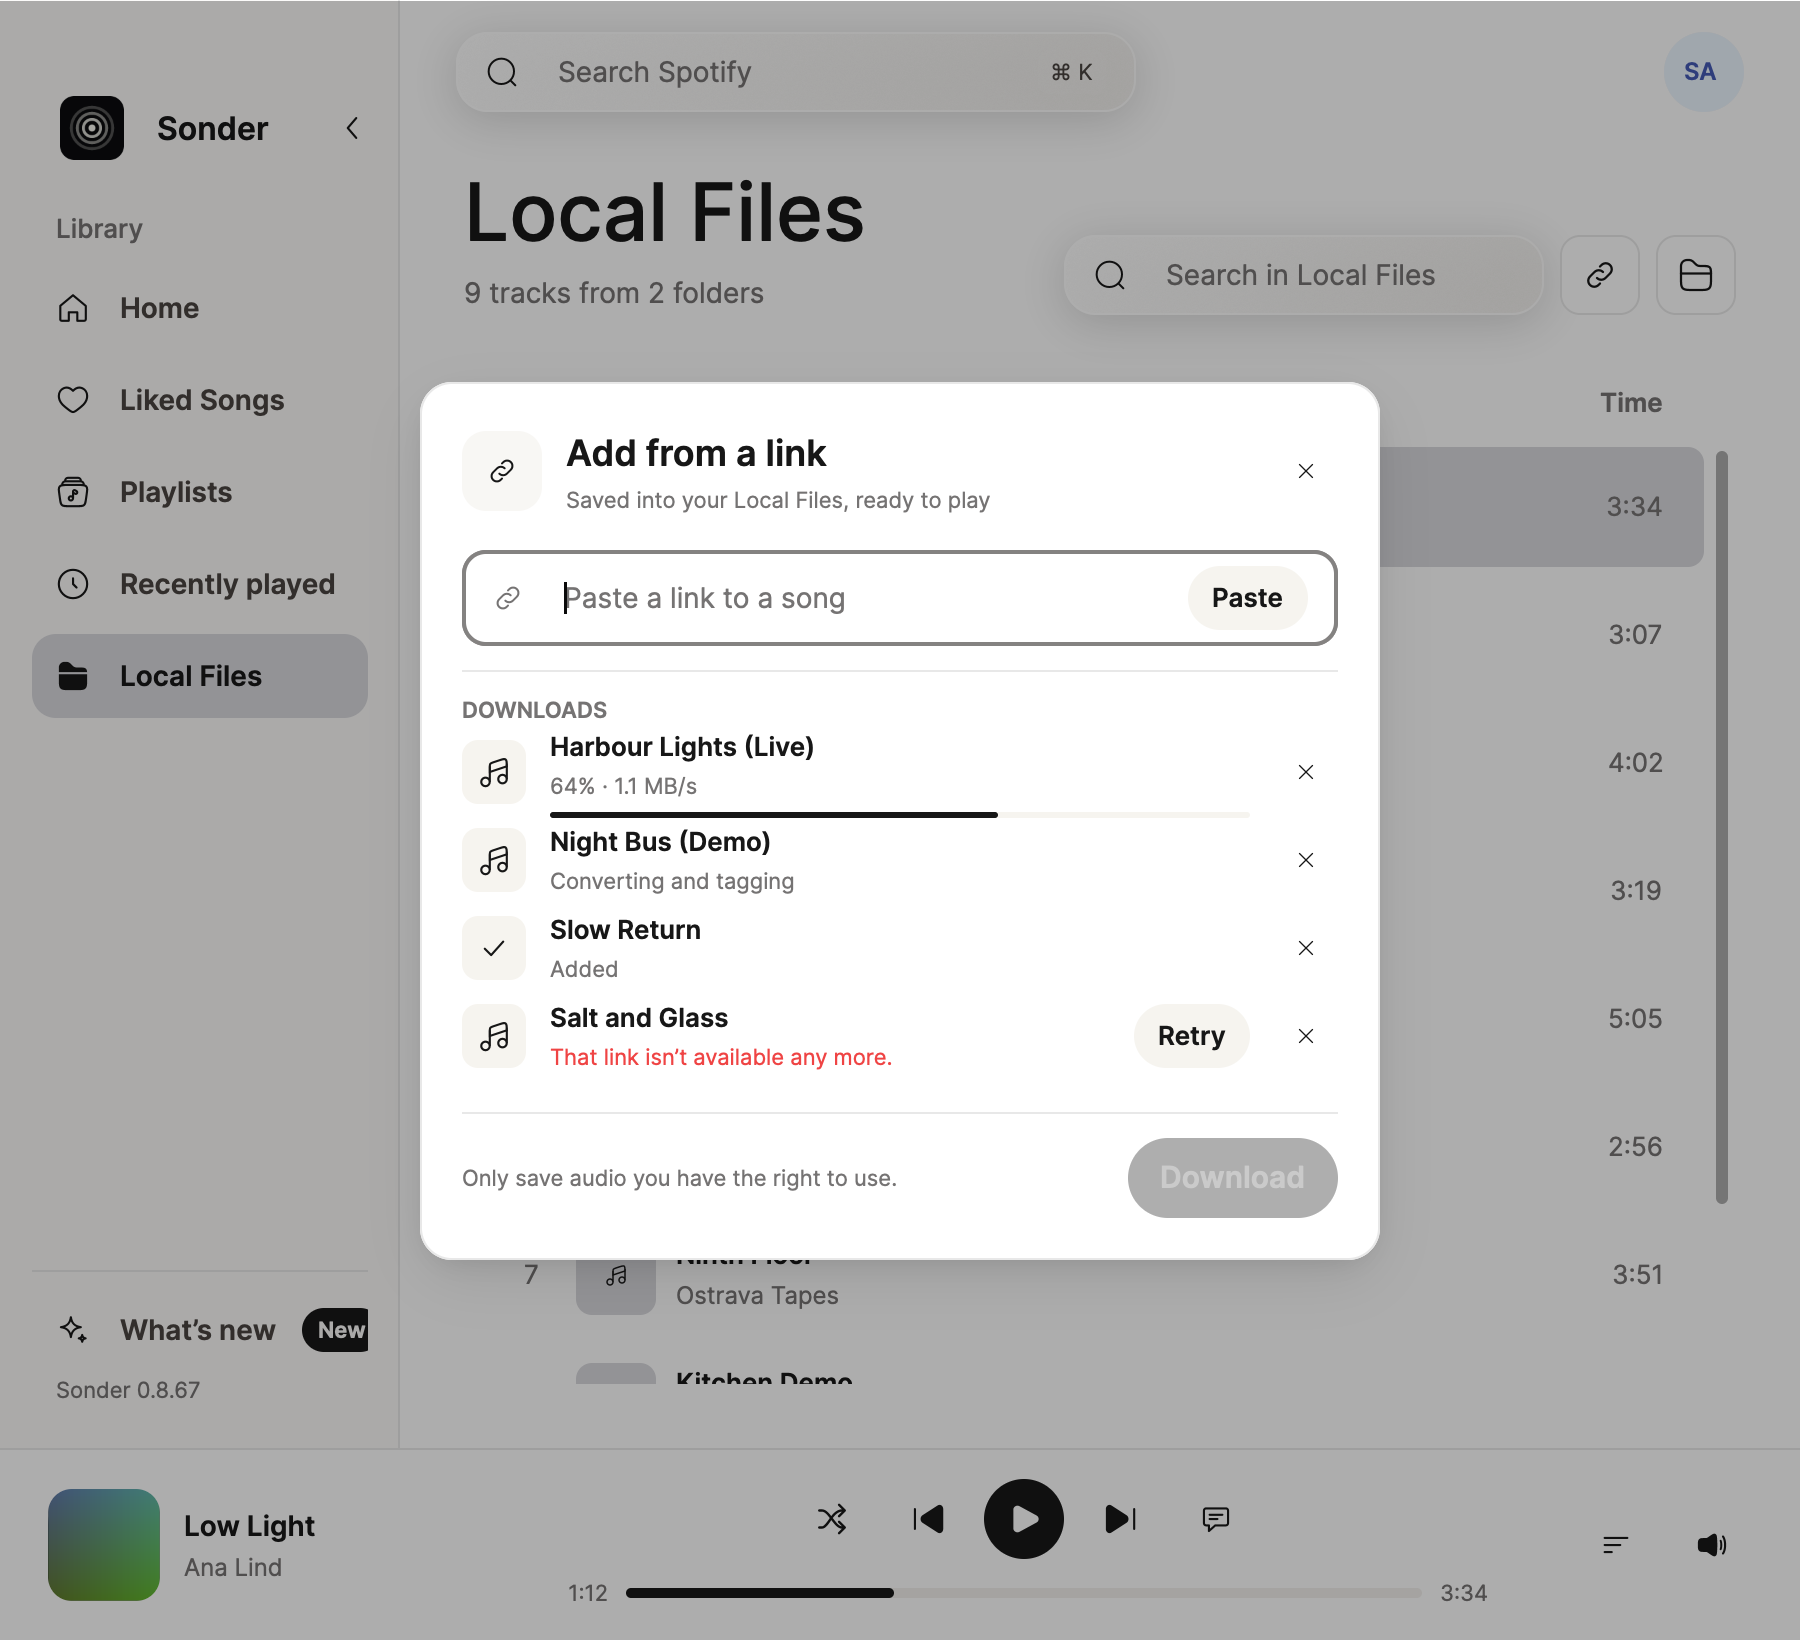 Search Spotify
⌘ K
SA
Sonder
Library
Home
Liked Songs
Playlists
Recently played
Local Files
Local Files
9 tracks from 2 folders
Search in Local Files
Time
3:34
3:07
4:02
3:19
5:05
2:56
Add from a link
Saved into your Local Files, ready to play
Paste a link to a song
Paste
DOWNLOADS
Harbour Lights (Live)
64% · 1.1 MB/s
Night Bus (Demo)
Converting and tagging
Slow Return
Added
Salt and Glass
That link isn’t available any more.
Retry
Only save audio you have the right to use.
Download
7
Ninth Floor
Ostrava Tapes
3:51
Kitchen Demo
What’s new
New
Sonder 0.8.67
Low Light
Ana Lind
1:12
3:34